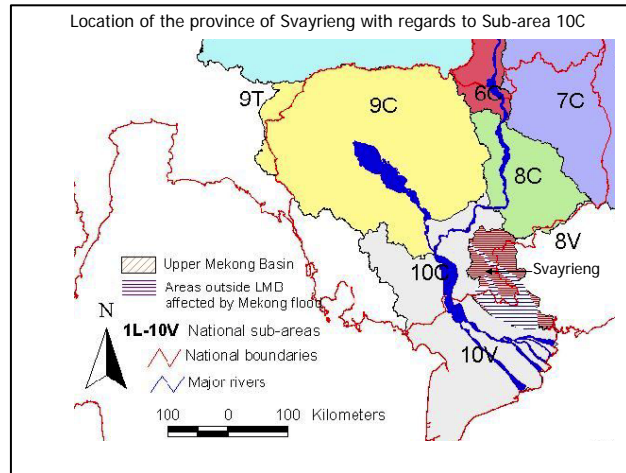 Location of the province of Svayrieng with regards to Sub-area 10C
6C
9T
9C
7C
8C
8V
Upper Mekong Basin
10C
Svayrieng
Areas outside LMB
affected by Mekong flood
N
1L-10V National sub-areas
National boundaries
10V
Major rivers
100 0 100 Kilometers